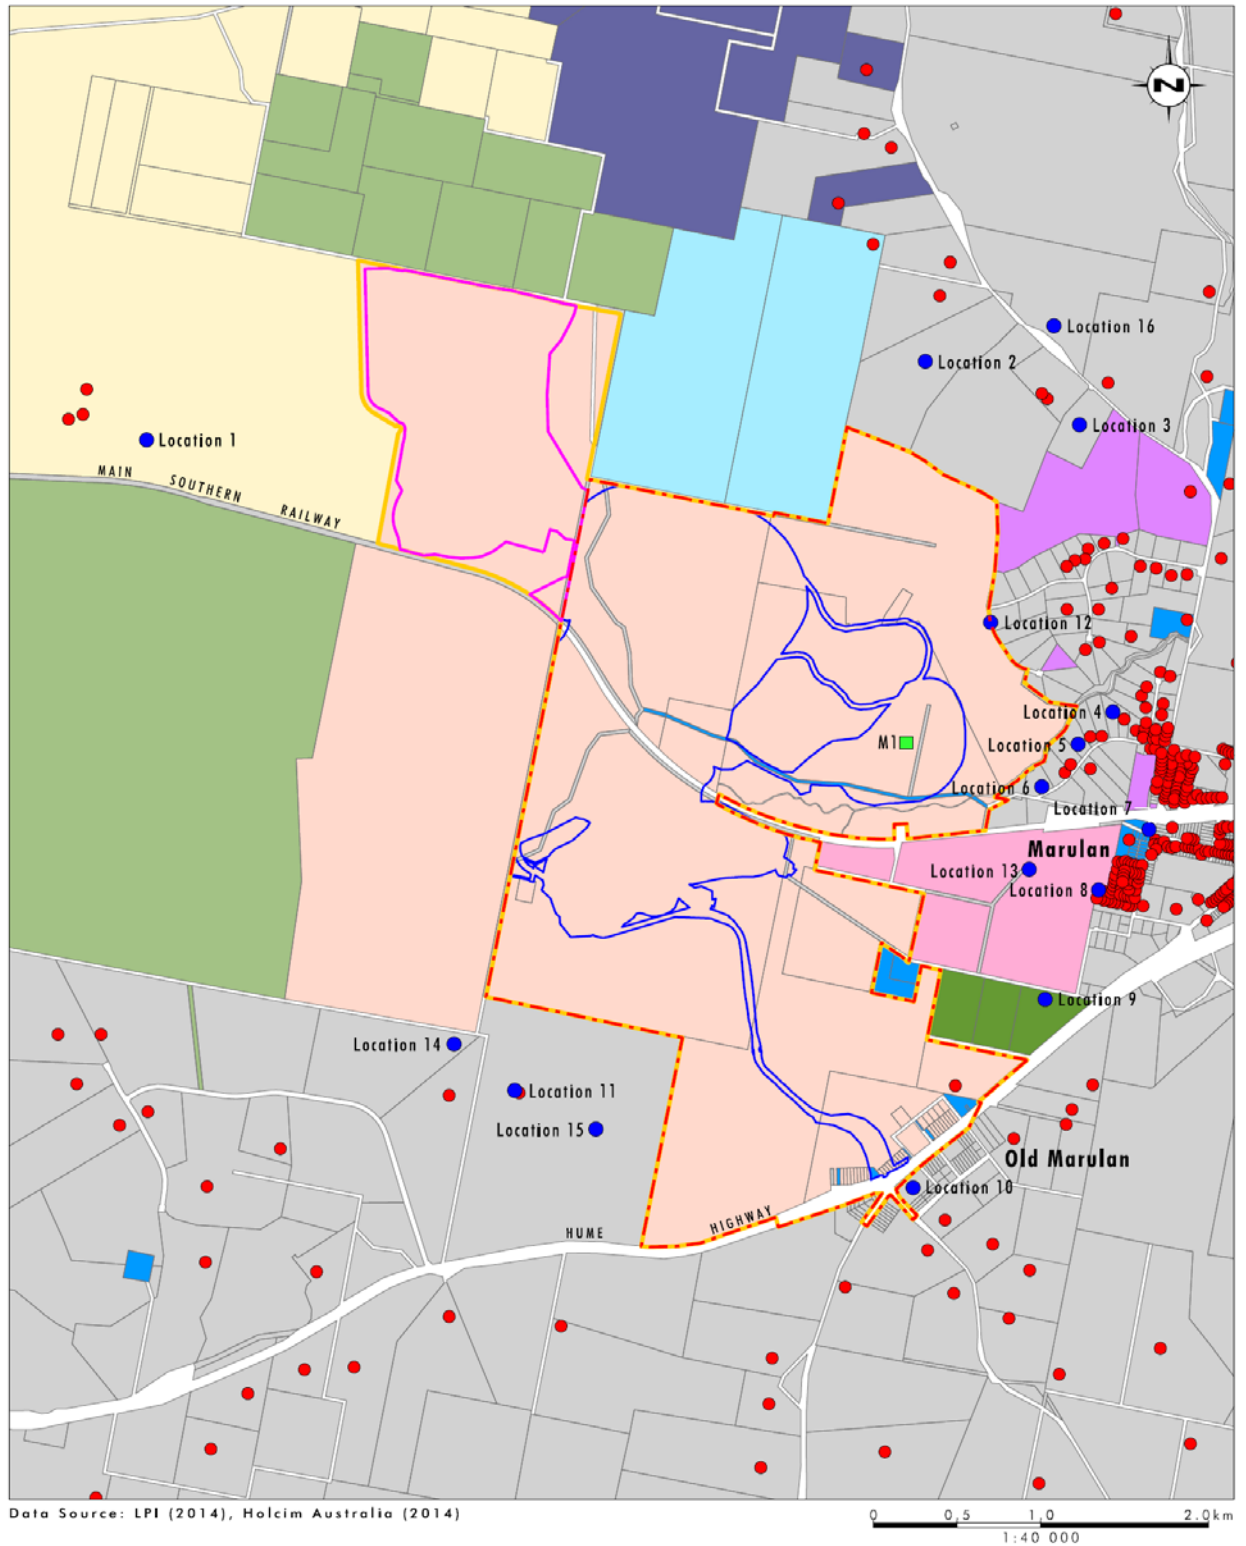 N
Location 16
Location 2
Location 3
Location 1
MAIN SOUTHERN RAILWAY
Location 12
Location 4
M1
Location 5
Location 6
Location 7
Marulan
Location 13
Location 8
Location 9
Location 14
Location 11
Location 15
Old Marulan
Location 10
HUME HIGHWAY
Data Source: LPI (2014), Holcim Australia (2014)
0 0,5 1,0 2.0km
1:40 000